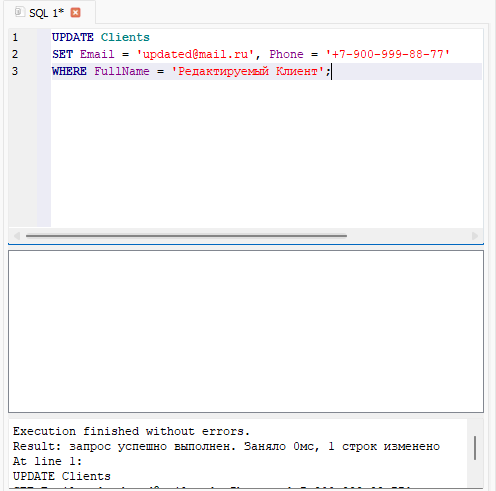 SQL 1*
1 UPDATE Clients
2 SET Email = 'updated@mail.ru', Phone = '+7-900-999-88-77'
3 WHERE FullName = 'Редактируемый Клиент';
Execution finished without errors.
Result: запрос успешно выполнен. Заняло 0мс, 1 строк изменено
At line 1:
UPDATE Clients